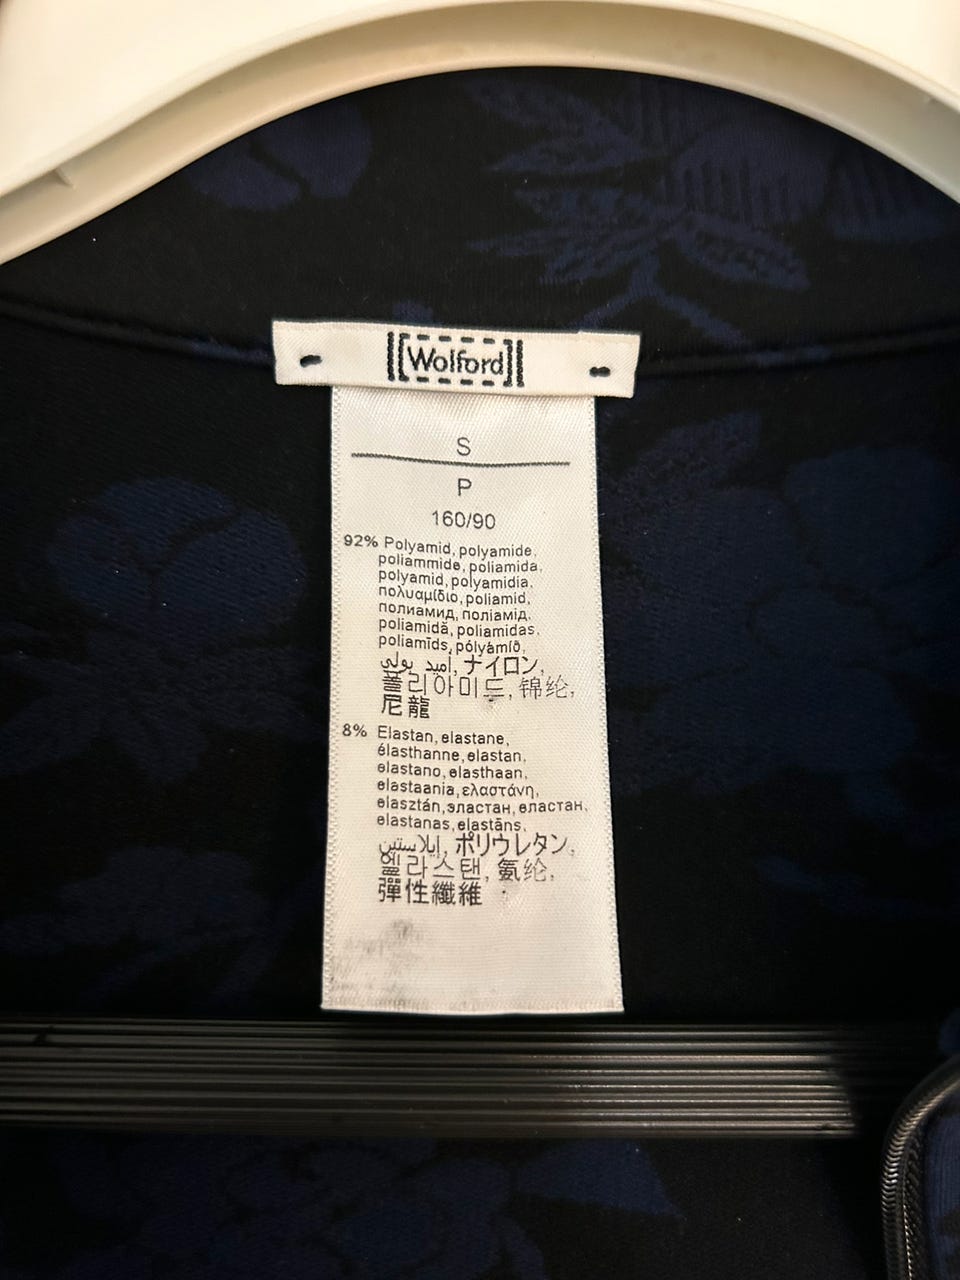 [Wolford]
S
P
160/90
92% Polyamid, polyamide,
poliammide, poliamida,
polyamid, polyamidia,
πολυαμίδιο, poliamid,
полиамид, поліамід,
poliamidă, poliamidas,
poliamīds, pólýamíð,
اميد بولي, ナイロン,
폴리아미드, 锦纶,
尼龍
8% Elastan, elastane,
élasthanne, elastan,
elastano, elasthaan,
elastaania, ελαστάνη,
elasztán, эластан, еластан,
elastanas, elastāns,
ايلاستين, ポリウレタン,
엘라스탄, 氨纶,
彈性纖維